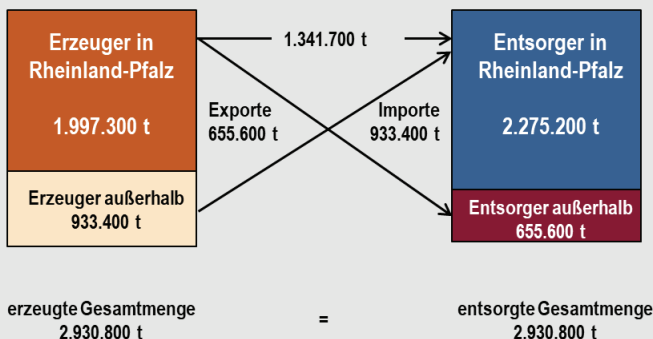 Erzeuger in
Rheinland-Pfalz
1.997.300 t
Erzeuger außerhalb
933.400 t
1.341.700 t
Exporte
655.600 t
Importe
933.400 t
Entsorger in
Rheinland-Pfalz
2.275.200 t
Entsorger außerhalb
655.600 t
erzeugte Gesamtmenge
2.930.800 t
=
entsorgte Gesamtmenge
2.930.800 t